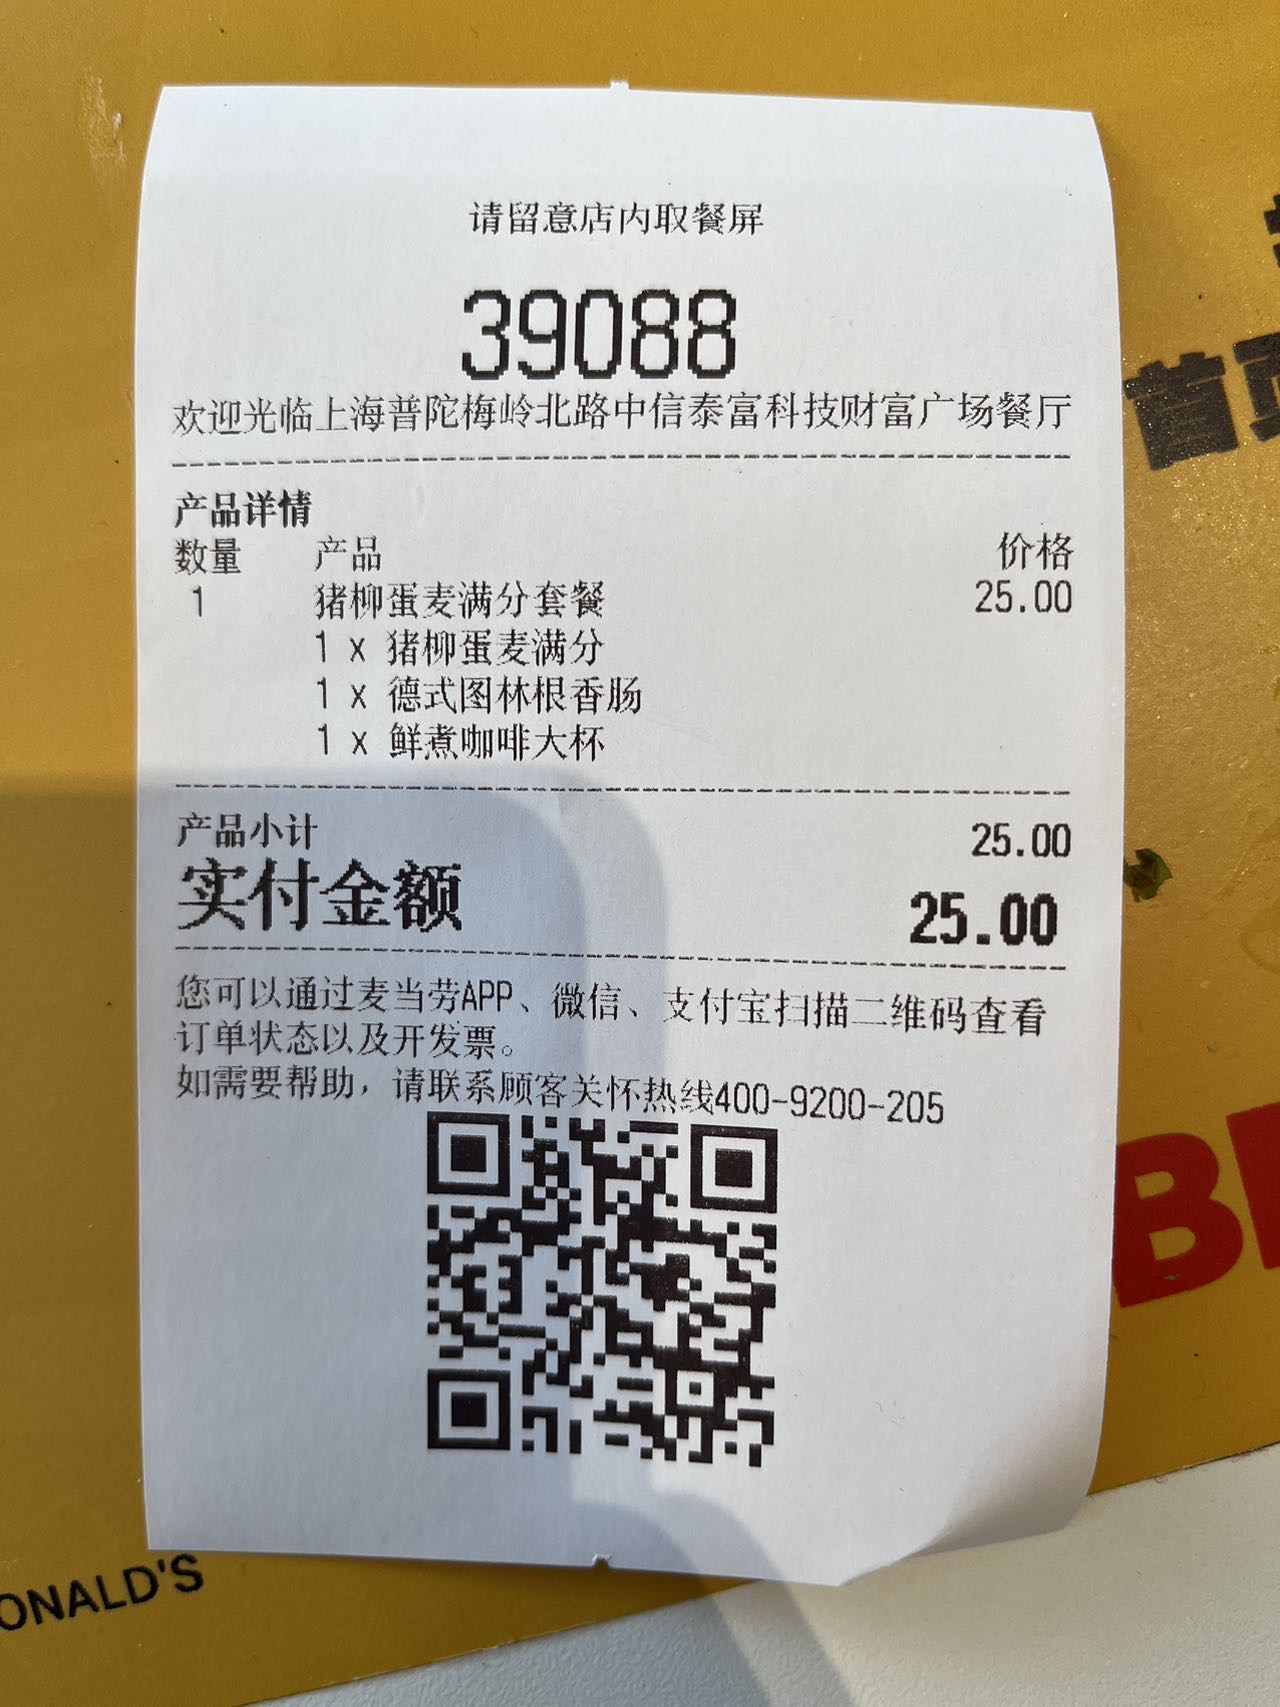 请留意店内取餐屏
39088
欢迎光临上海普陀梅岭北路中信泰富科技财富广场餐厅
产品详情
数量 产品 价格
1 猪柳蛋麦满分套餐 25.00
1 x 猪柳蛋麦满分
1 x 德式图林根香肠
1 x 鲜煮咖啡大杯
产品小计 25.00
实付金额 25.00
您可以通过麦当劳APP、微信、支付宝扫描二维码查看
订单状态以及开发票。
如需要帮助，请联系顾客关怀热线400-9200-205
首
B
ONALD'S